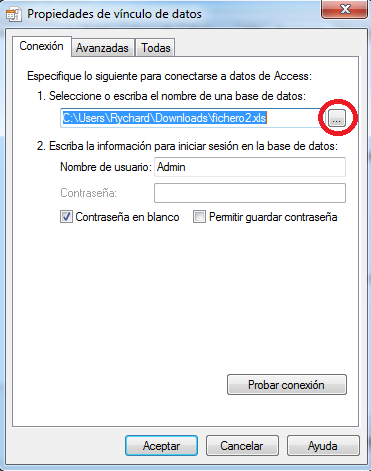 Propiedades de vínculo de datos
Conexión Avanzadas Todas
Especifique lo siguiente para conectarse a datos de Access:
1. Seleccione o escriba el nombre de una base de datos:
C:\Users\Rychard\Downloads\fichero2.xls ...
2. Escriba la información para iniciar sesión en la base de datos:
Nombre de usuario: Admin
Contraseña:
Contraseña en blanco Permitir guardar contraseña
Probar conexión
Aceptar Cancelar Ayuda